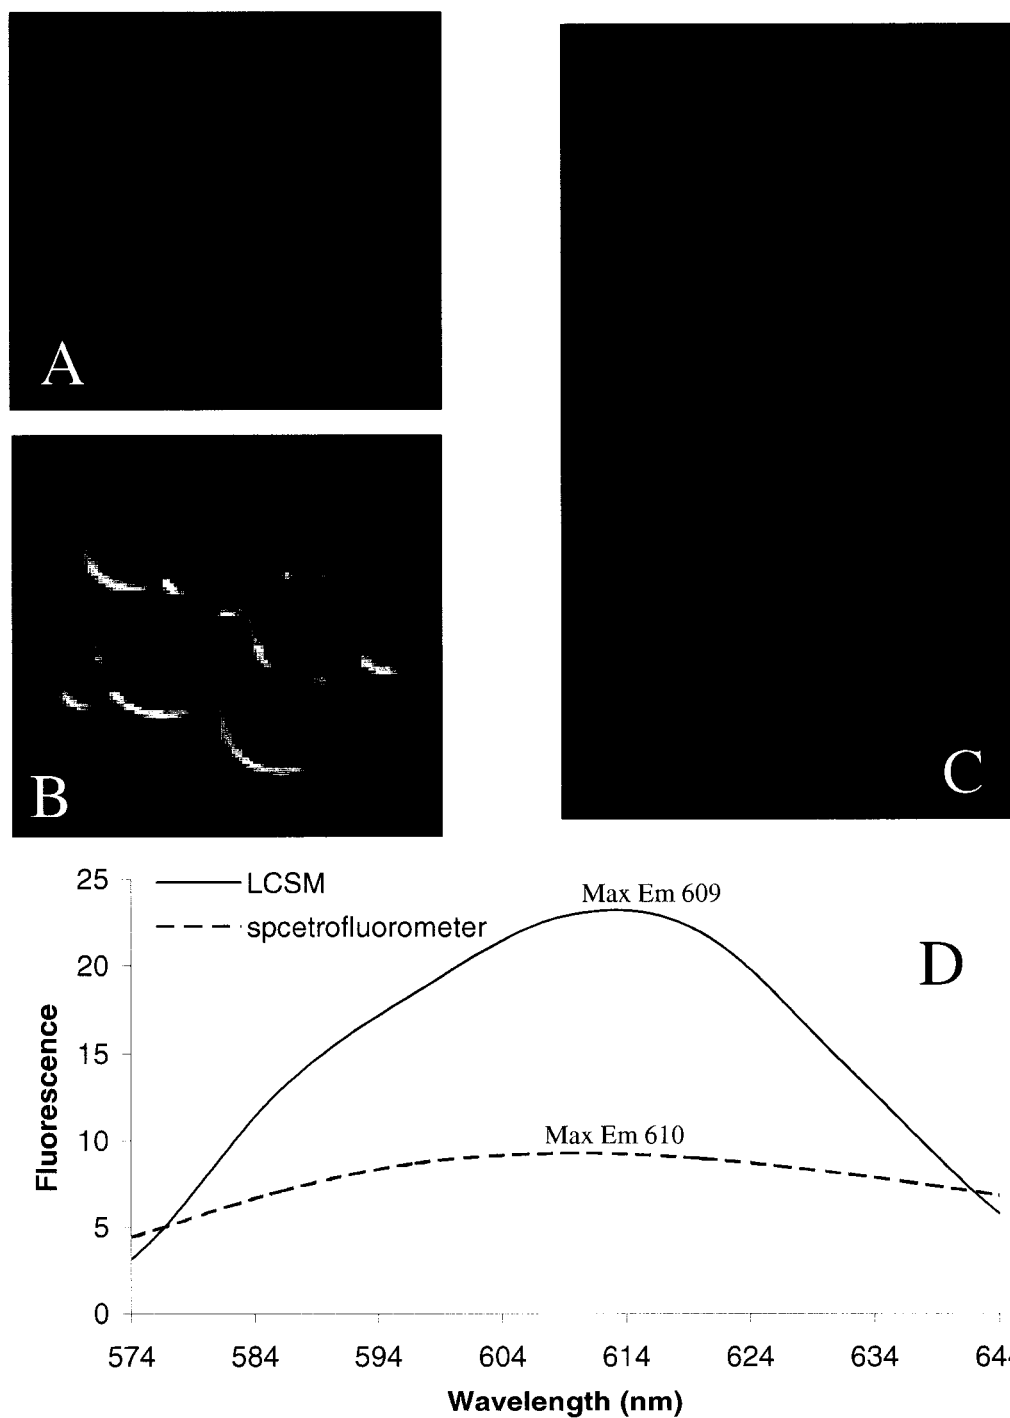 A
B
C
D
LCSM
spcetrofluorometer
Max Em 609
Max Em 610
25
20
15
10
5
0
Fluorescence
574 584 594 604 614 624 634 644
Wavelength (nm)